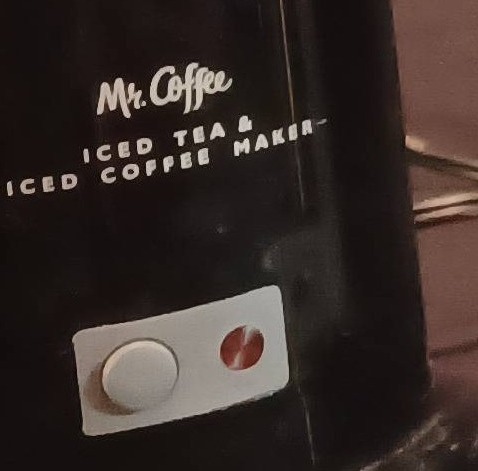 Mr. Coffee
ICED TEA &
ICED COFFEE MAKER